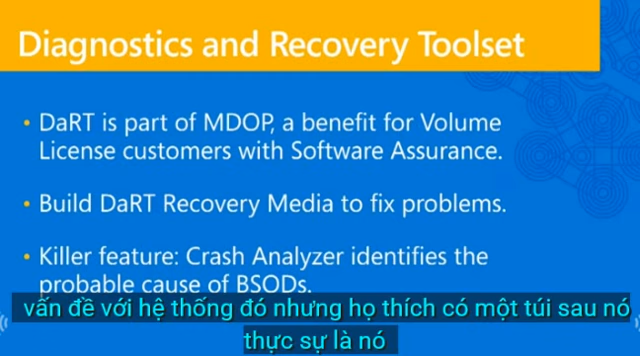 Diagnostics and Recovery Toolset
• DaRT is part of MDOP, a benefit for Volume
License customers with Software Assurance.
• Build DaRT Recovery Media to fix problems.
• Killer feature: Crash Analyzer identifies the
probable cause of BSODs.
vấn đề với hệ thống đó nhưng họ thích có một túi sau nó
thực sự là nó